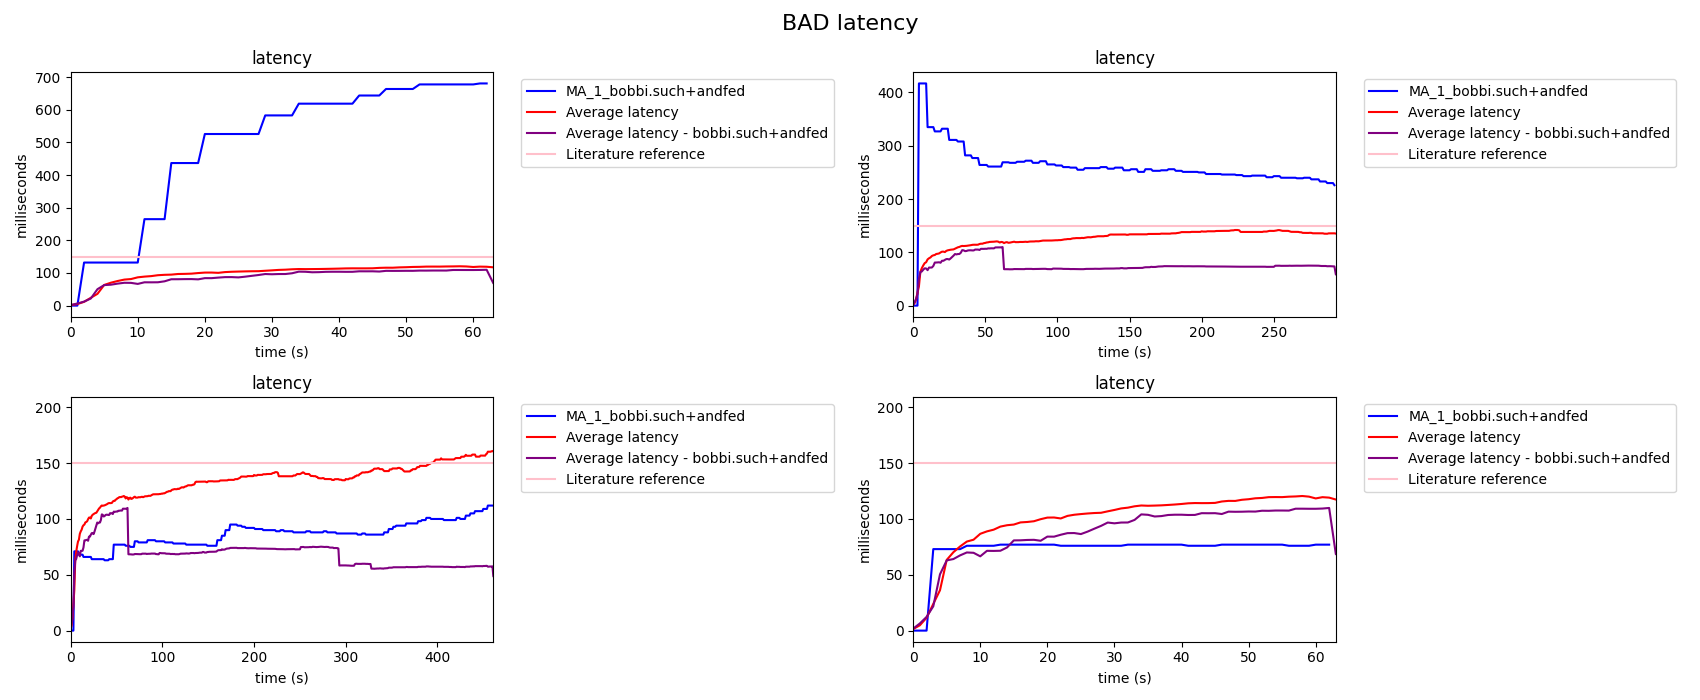 BAD latency
latency
700
600
500
400
300
200
100
0
milliseconds
0 10 20 30 40 50 60
time (s)
MA_1_bobbi.such+andfed
Average latency
Average latency - bobbi.such+andfed
Literature reference
latency
400
300
200
100
0
milliseconds
0 50 100 150 200 250
time (s)
MA_1_bobbi.such+andfed
Average latency
Average latency - bobbi.such+andfed
Literature reference
latency
200
150
100
50
0
milliseconds
0 100 200 300 400
time (s)
MA_1_bobbi.such+andfed
Average latency
Average latency - bobbi.such+andfed
Literature reference
latency
200
150
100
50
0
milliseconds
0 10 20 30 40 50 60
time (s)
MA_1_bobbi.such+andfed
Average latency
Average latency - bobbi.such+andfed
Literature reference